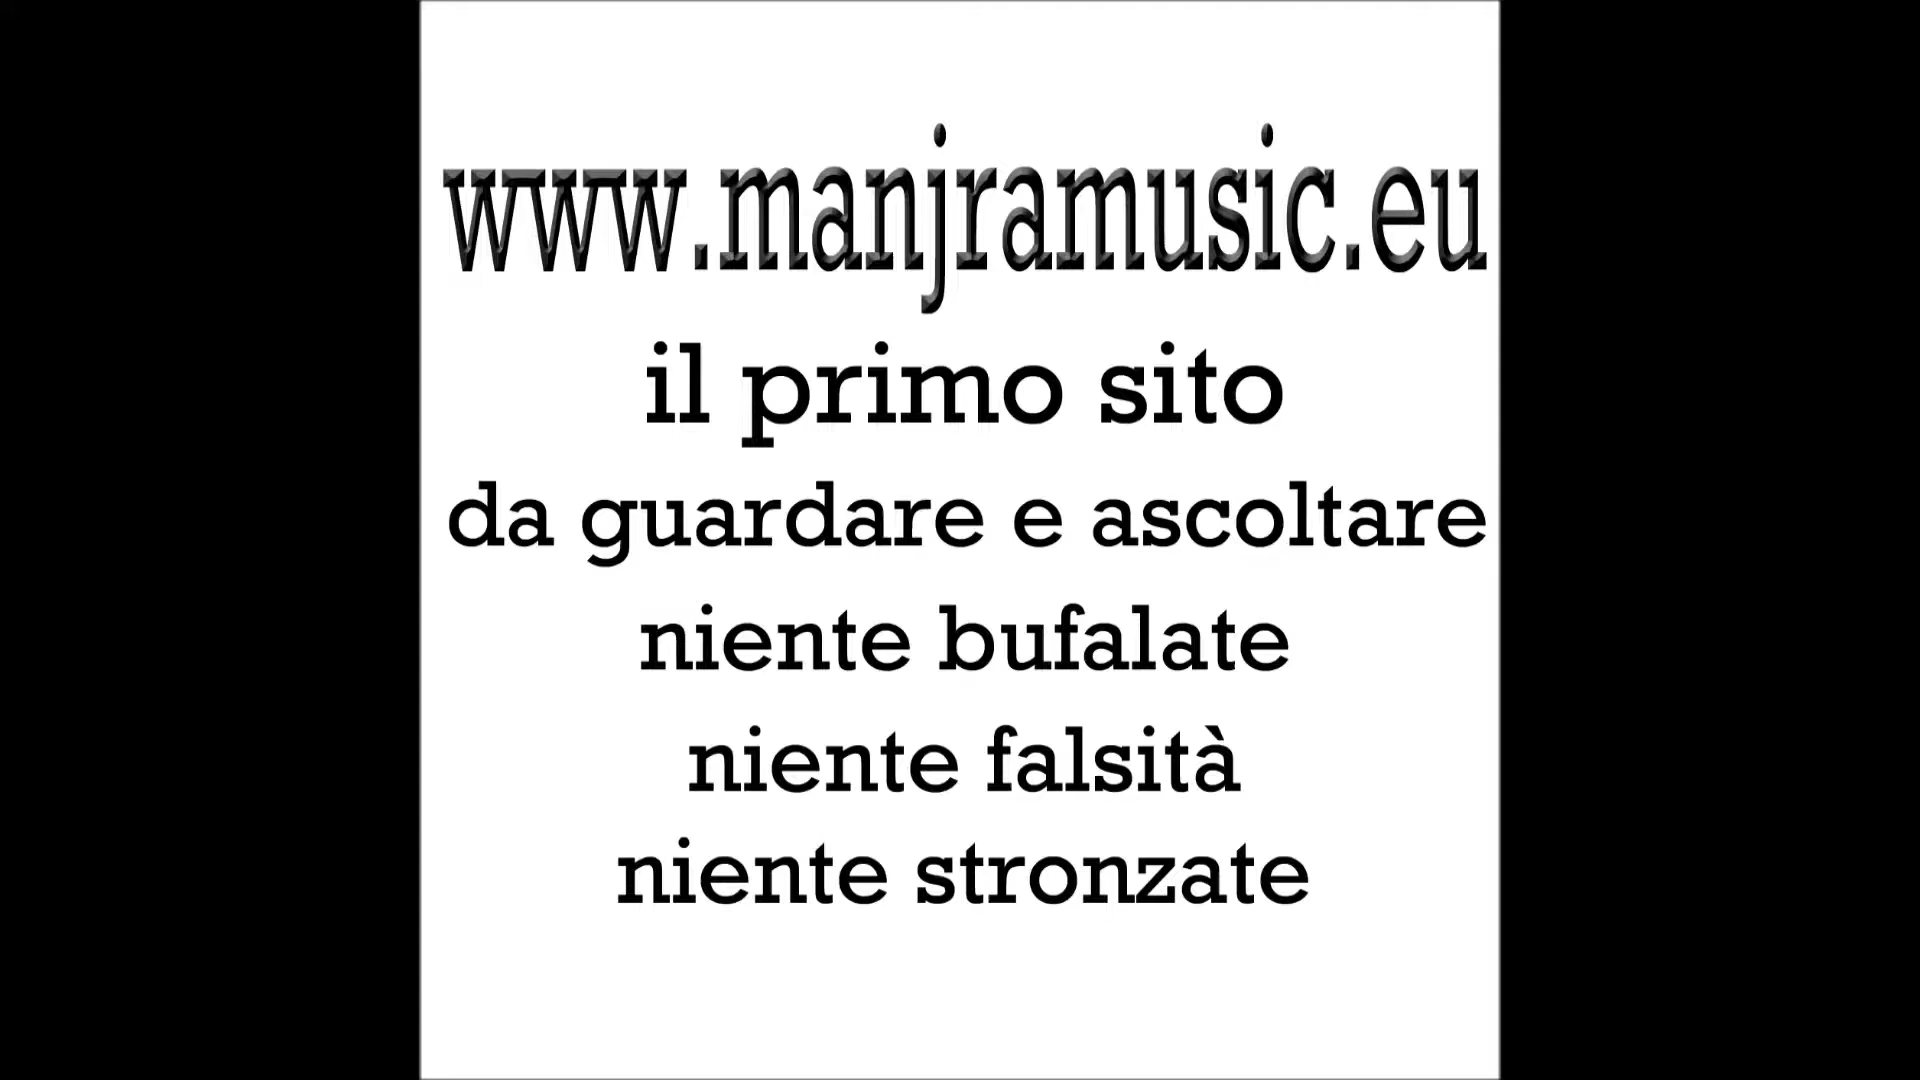 www.manjramusic.eu
il primo sito
da guardare e ascoltare
niente bufalate
niente falsità
niente stronzate